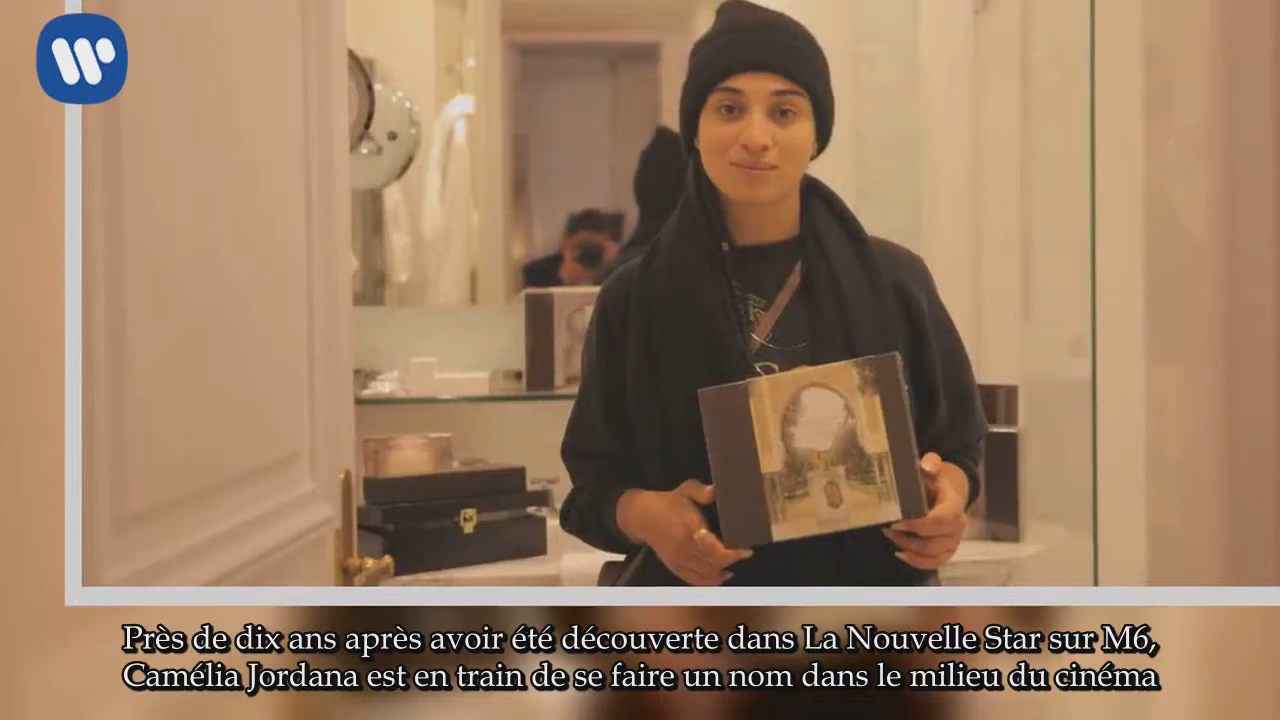 Près de dix ans après avoir été découverte dans La Nouvelle Star sur M6,
Camélia Jordana est en train de se faire un nom dans le milieu du cinéma